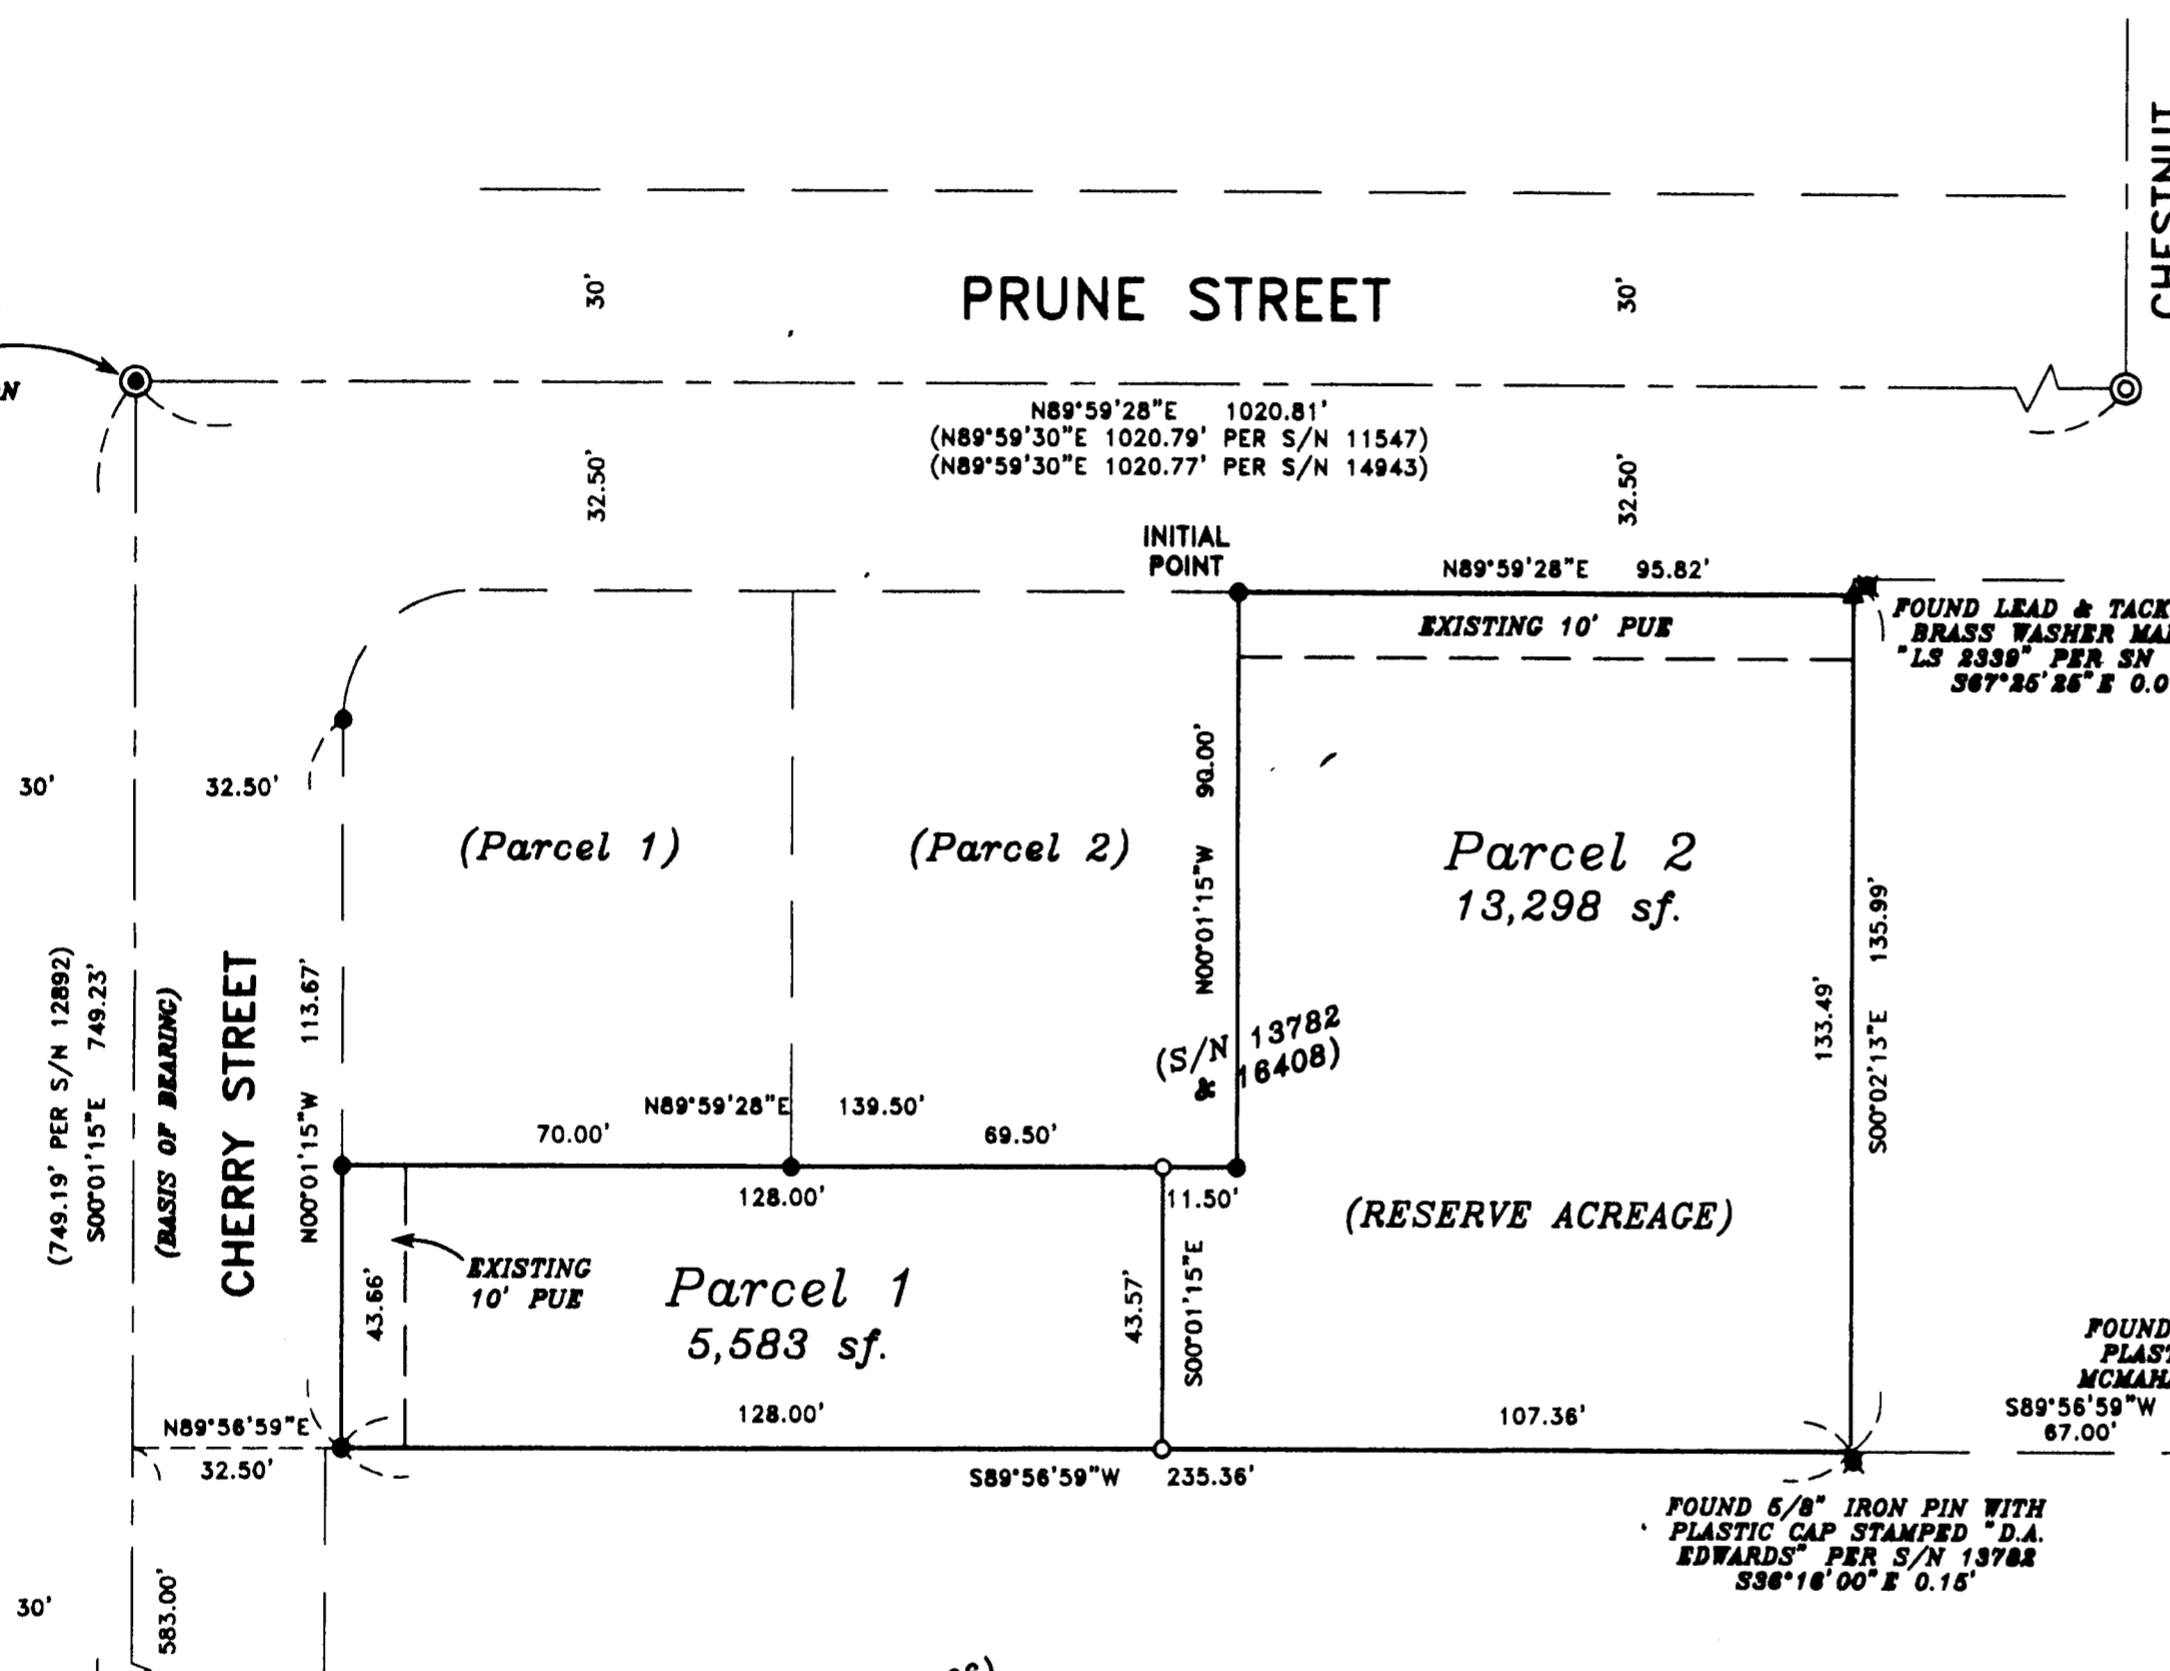 CHESTNUT
30'
PRUNE STREET
30'
N
N89°59'28"E 1020.81'
(N89°59'30"E 1020.79' PER S/N 11547)
(N89°59'30"E 1020.77' PER S/N 14943)
32.50'
32.50'
INITIAL
POINT
N89°59'28"E 95.82'
EXISTING 10' PUE
FOUND LEAD & TACK
BRASS WASHER
"LS 2339" PER SN
S67°25'25"E 0.0
30'
32.50'
N00°01'15"W 90.00'
(Parcel 1)
(Parcel 2)
Parcel 2
13,298 sf.
(749.19' PER S/N 12892)
S00°01'15"E 749.23'
(BASIS OF BEARING)
CHERRY STREET
N00°01'15"W 113.67'
(S/N 13782
& 16408)
133.49'
S00°02'13"E 135.99'
N89°59'28"E 139.50'
70.00'
69.50'
128.00'
11.50'
(RESERVE ACREAGE)
43.66'
EXISTING
10' PUE
Parcel 1
5,583 sf.
43.57'
S00°01'15"E
FOUND
S89°56'59"W
67.00'
N89°56'59"E
32.50'
128.00'
107.36'
S89°56'59"W 235.36'
FOUND 5/8" IRON PIN WITH
PLASTIC CAP STAMPED "D.A.
EDWARDS" PER S/N 13782
S36°16'00"E 0.15'
30'
583.00'